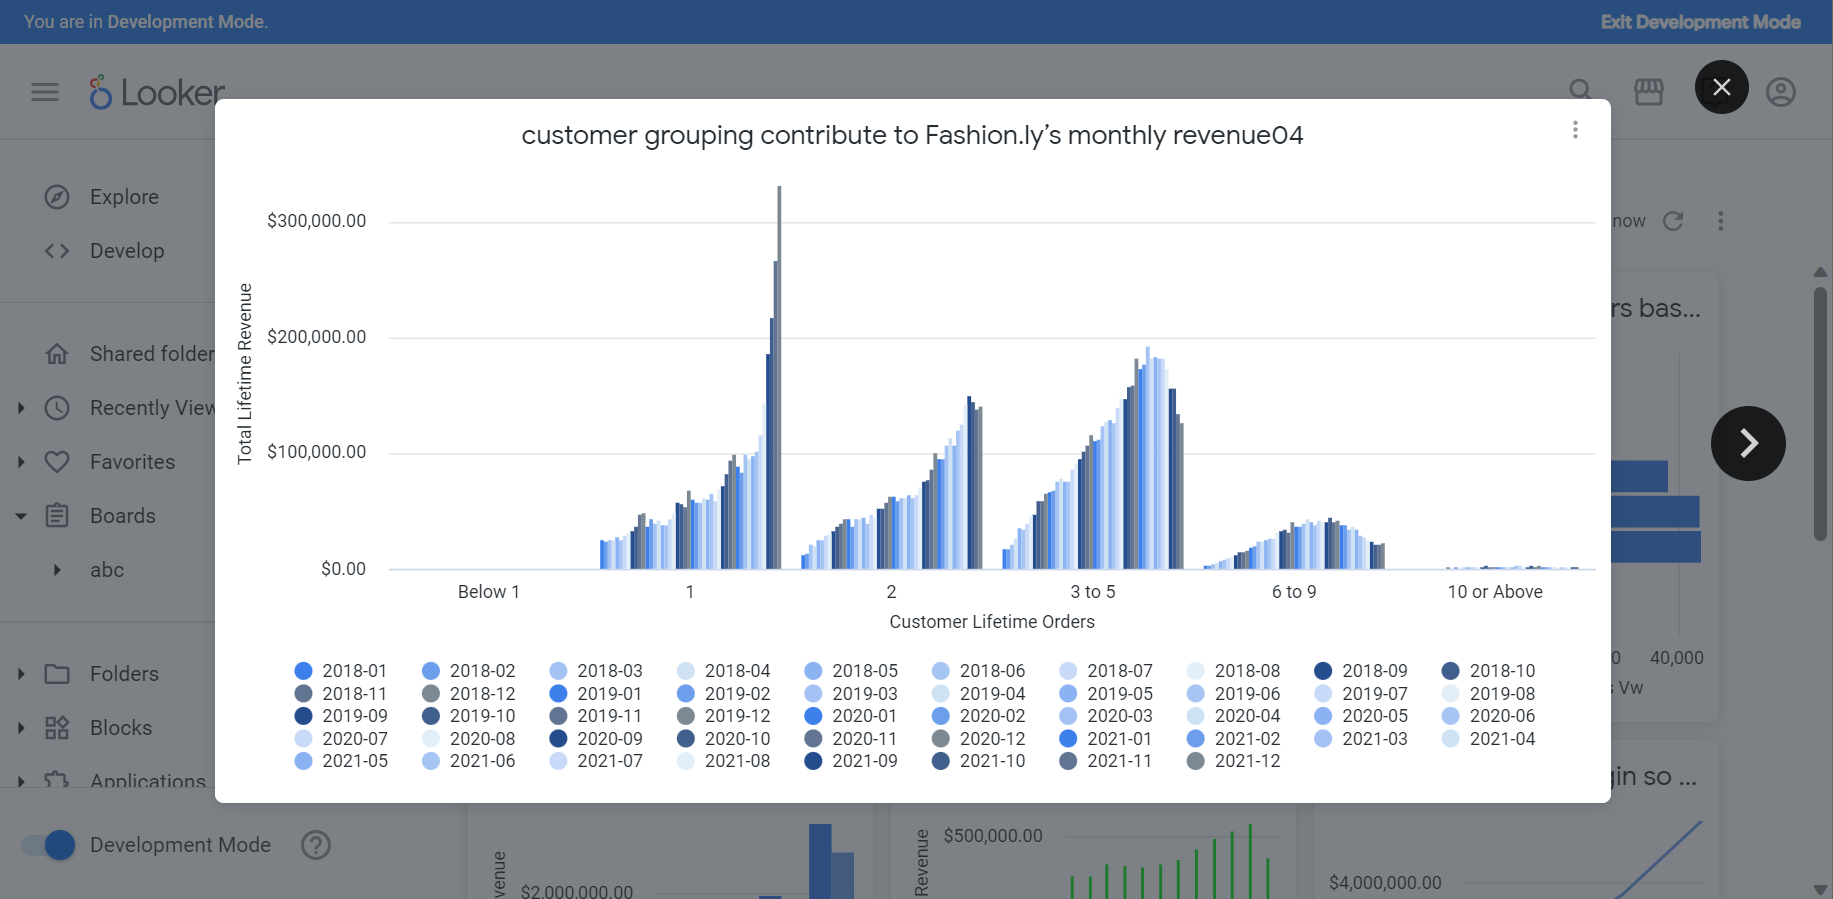 You are in Development Mode.
Exit Development Mode
Looker
customer grouping contribute to Fashion.ly’s monthly revenue04
Explore
Develop
now
Shared folder
Recently View
Favorites
Boards
abc
Folders
Blocks
Applications
Development Mode
Total Lifetime Revenue
$300,000.00
$200,000.00
$100,000.00
$0.00
Below 1 1 2 3 to 5 6 to 9 10 or Above
Customer Lifetime Orders
2018-01 2018-02 2018-03 2018-04 2018-05 2018-06 2018-07 2018-08 2018-09 2018-10
2018-11 2018-12 2019-01 2019-02 2019-03 2019-04 2019-05 2019-06 2019-07 2019-08
2019-09 2019-10 2019-11 2019-12 2020-01 2020-02 2020-03 2020-04 2020-05 2020-06
2020-07 2020-08 2020-09 2020-10 2020-11 2020-12 2021-01 2021-02 2021-03 2021-04
2021-05 2021-06 2021-07 2021-08 2021-09 2021-10 2021-11 2021-12
rs bas...
0 40,000
s Vw
gin so ...
venue
$2,000,000.00
Revenue
$500,000.00
$4,000,000.00